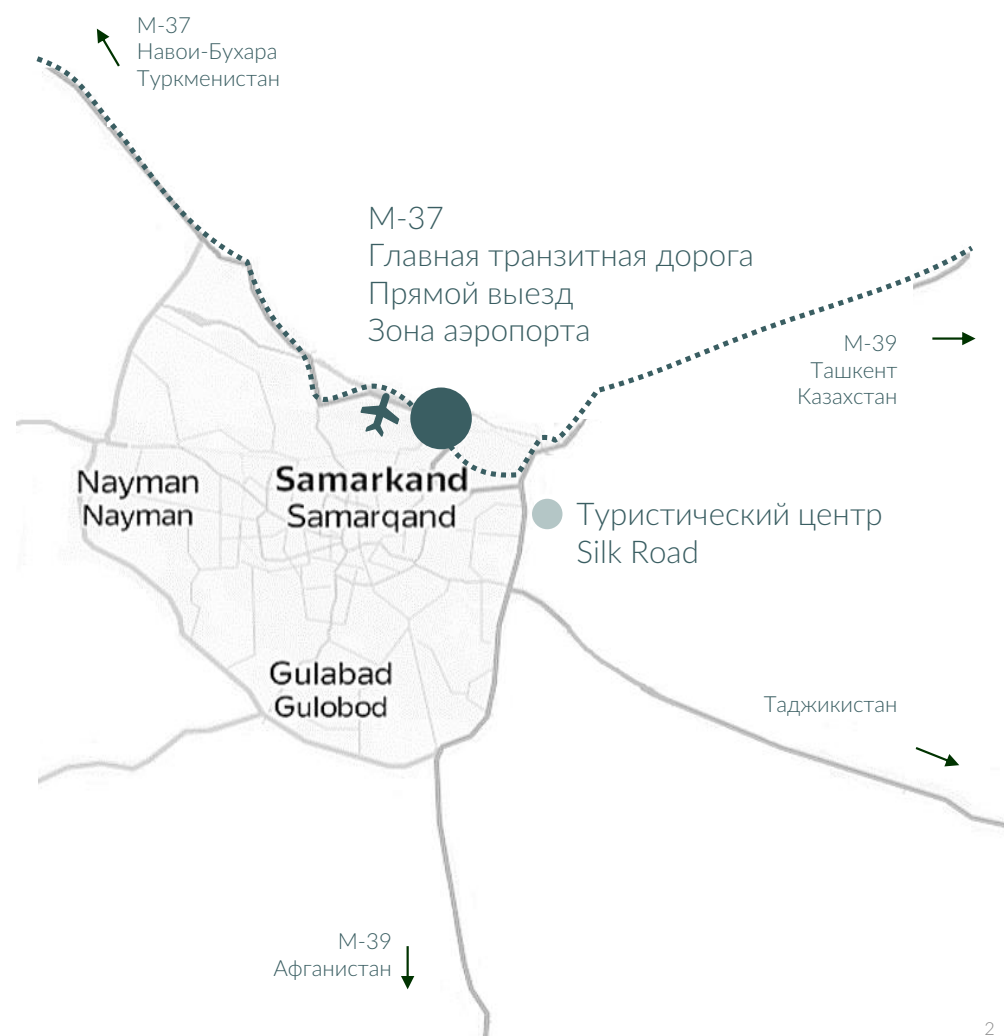 М-37
Навои-Бухара
Туркменистан
М-37
Главная транзитная дорога
Прямой выезд
Зона аэропорта
М-39
Ташкент
Казахстан
Nayman
Nayman
Samarkand
Samarqand
Туристический центр
Silk Road
Gulabad
Gulobod
Таджикистан
М-39
Афганистан
2